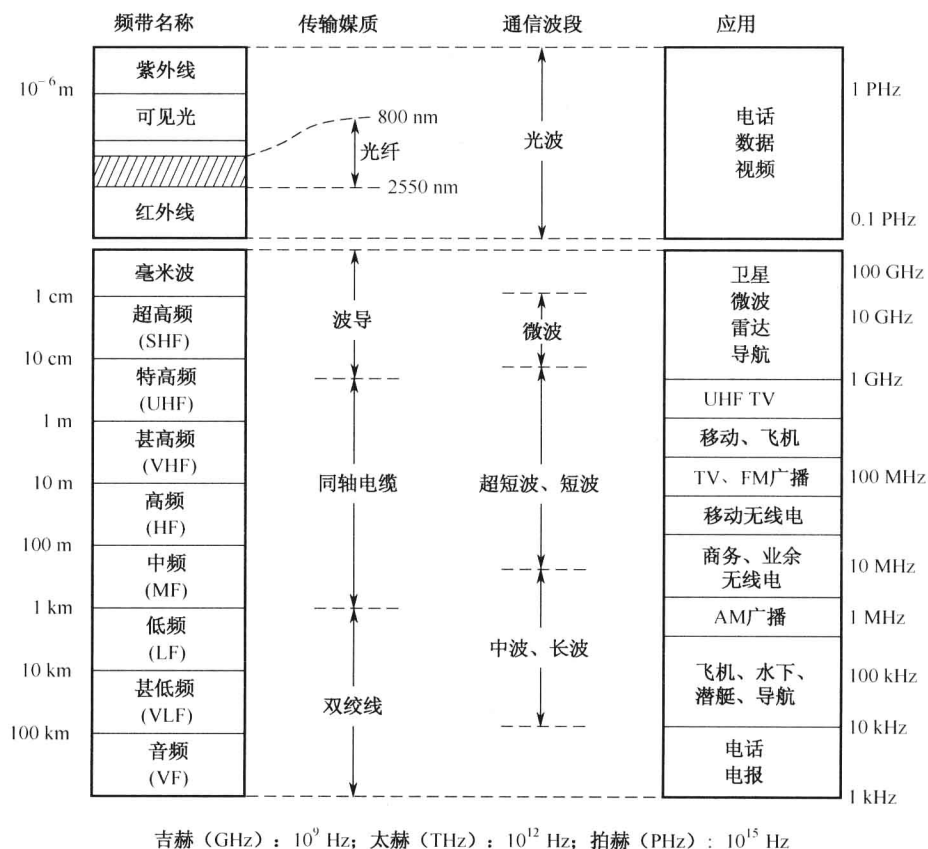 频带名称 传输媒质 通信波段 应用
紫外线
10⁻⁶ m
1 PHz
可见光
800 nm
电话
光纤
光波
数据
视频
2550 nm
红外线
0.1 PHz
毫米波
卫星
100 GHz
1 cm
微波
超高频
波导
微波
10 GHz
(SHF)
雷达
导航
10 cm
特高频
1 GHz
(UHF)
UHF TV
1 m
甚高频
移动、飞机
(VHF)
TV、FM广播
100 MHz
10 m
同轴电缆
超短波、短波
高频
移动无线电
(HF)
100 m
商务、业余
中频
无线电
10 MHz
(MF)
1 km
AM广播
1 MHz
低频
(LF)
中波、长波
飞机、水下、
100 kHz
10 km
潜艇、导航
甚低频
双绞线
(VLF)
100 km
10 kHz
音频
电话
(VF)
电报
1 kHz
吉赫（GHz）：10⁹ Hz；太赫（THz）：10¹² Hz；拍赫（PHz）：10¹⁵ Hz